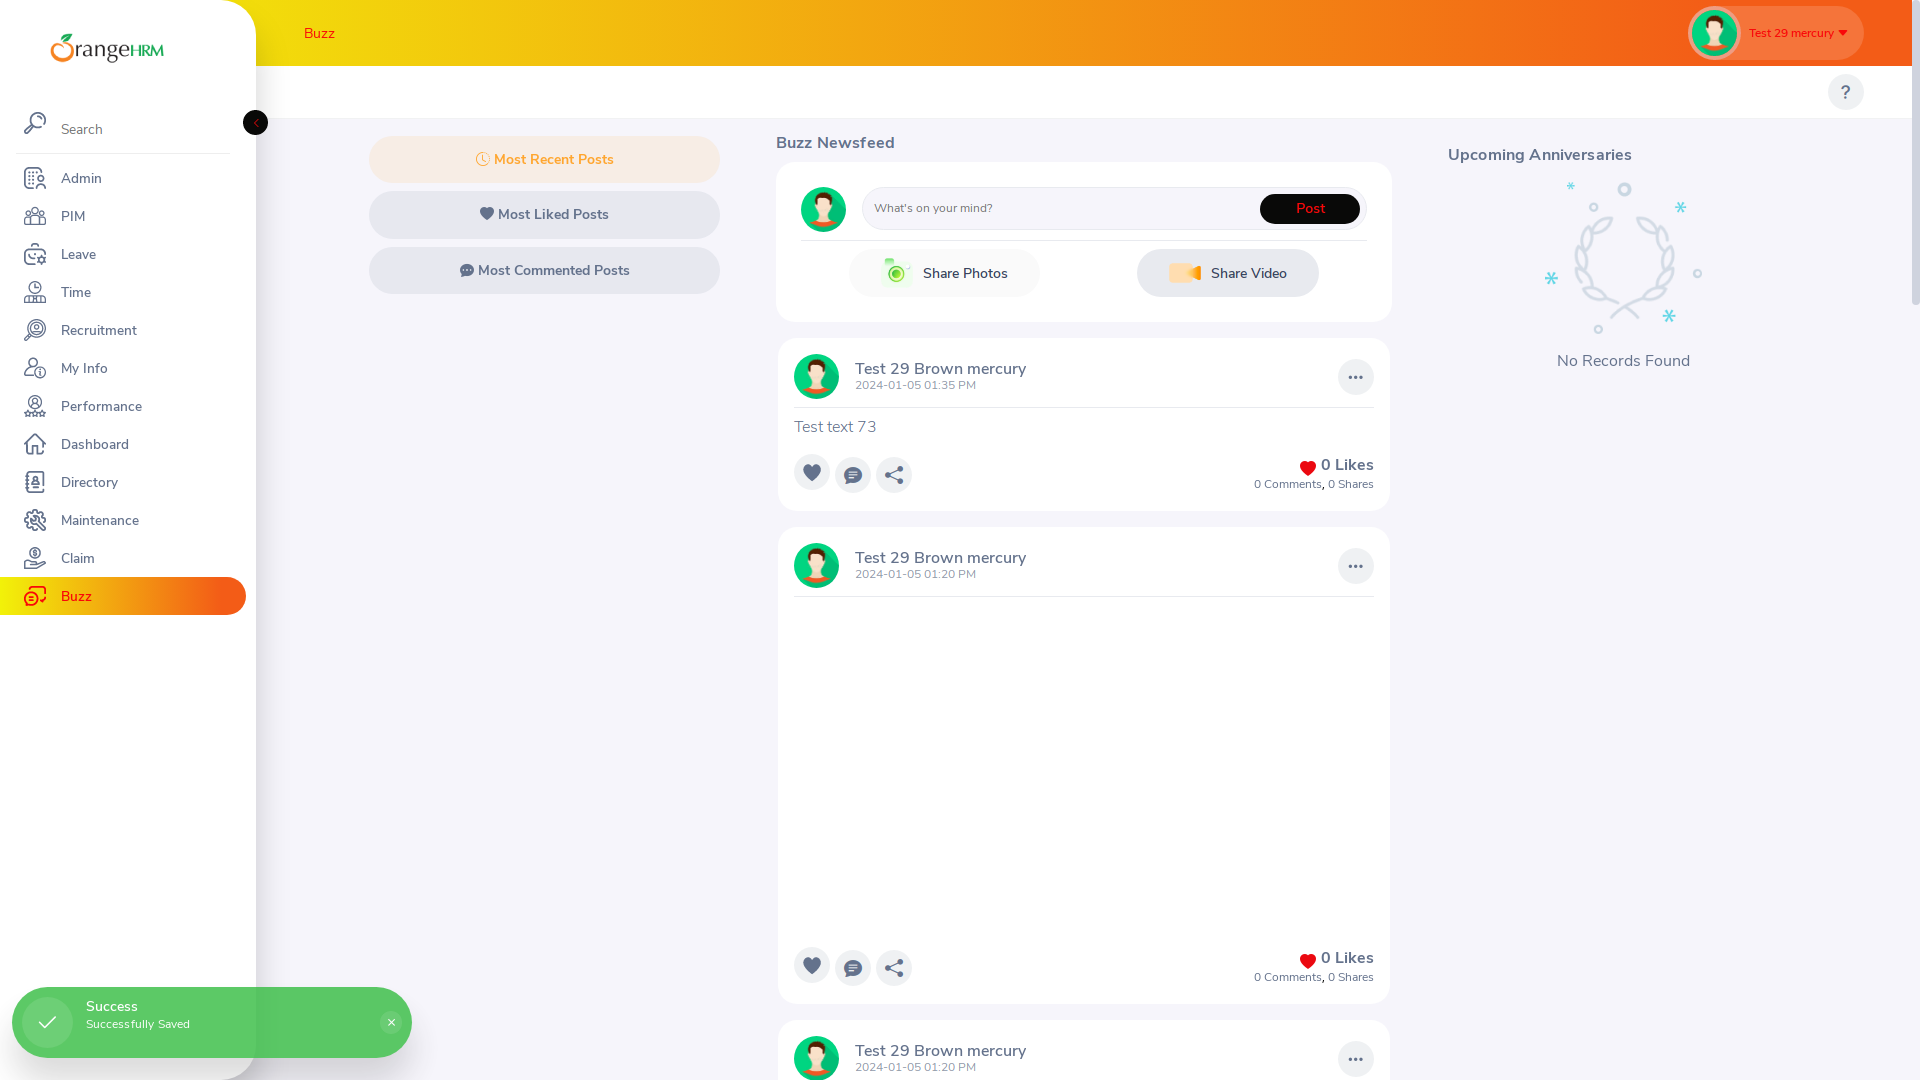 OrangeHRM
Search
Admin
PIM
Leave
Time
Recruitment
My Info
Performance
Dashboard
Directory
Maintenance
Claim
Buzz
Buzz
Test 29 mercury
?
Most Recent Posts
Most Liked Posts
Most Commented Posts
Buzz Newsfeed
What's on your mind?
Post
Share Photos
Share Video
Test 29 Brown mercury
2024-01-05 01:35 PM
Test text 73
0 Likes
0 Comments, 0 Shares
Test 29 Brown mercury
2024-01-05 01:20 PM
0 Likes
0 Comments, 0 Shares
Test 29 Brown mercury
2024-01-05 01:20 PM
Upcoming Anniversaries
No Records Found
Success
Successfully Saved
×